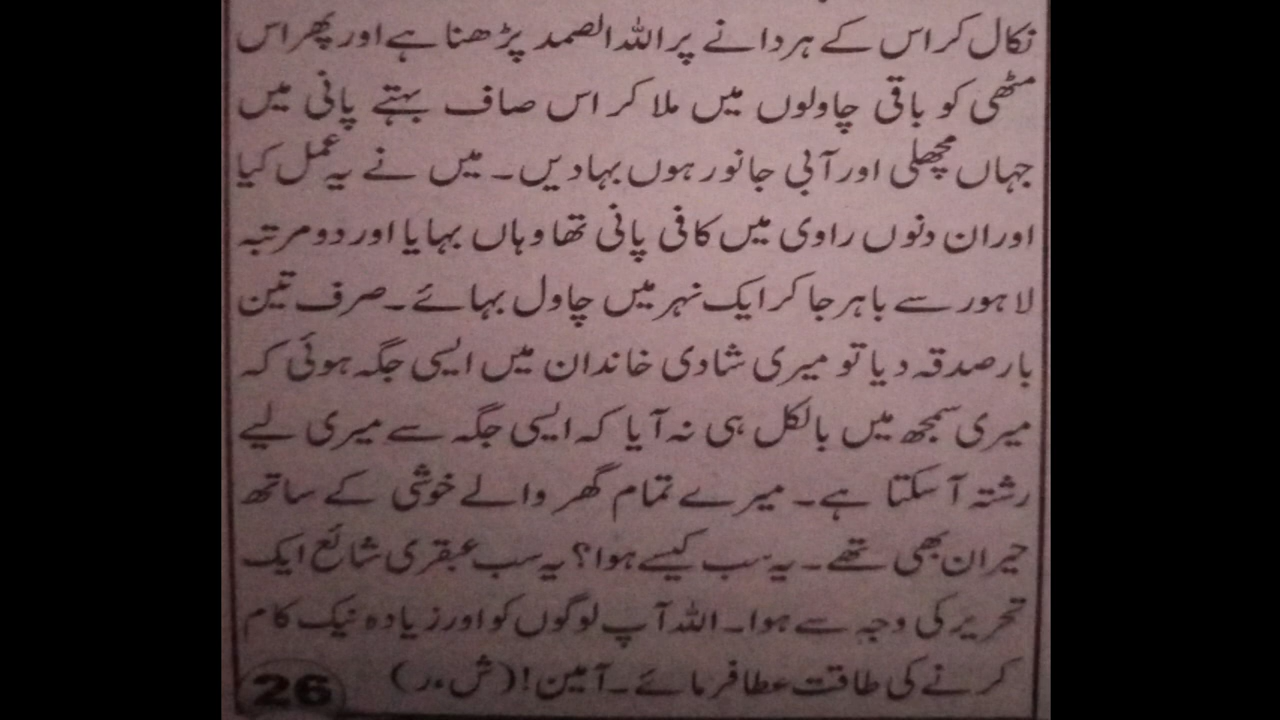 نکال کر اس کے ہر دانے پر اللہ الصمد پڑھنا ہے اور پھر اس
مٹھی کو باقی چاولوں میں ملا کر اس صاف بہتے پانی میں
جہاں مچھلی اور آبی جانور ہوں بہادیں۔ میں نے یہ عمل کیا
اور ان دنوں راوی میں کافی پانی تھا وہاں بہایا اور دو مرتبہ
لاہور سے باہر جا کر ایک نہر میں چاول بہائے۔ صرف تین
بار صدقہ دیا تو میری شادی خاندان میں ایسی جگہ ہوئی کہ
میری سمجھ میں بالکل ہی نہ آیا کہ ایسی جگہ سے میری لیے
رشتہ آ سکتا ہے۔ میرے تمام گھر والے خوشی کے ساتھ
حیران بھی تھے۔ یہ سب کیسے ہوا؟ یہ سب عبقری شائع ایک
تحریر کی وجہ سے ہوا۔ اللہ آپ لوگوں کو اور زیادہ نیک کام
کرنے کی طاقت عطا فرمائے۔ آمین! (ش،ر)
26